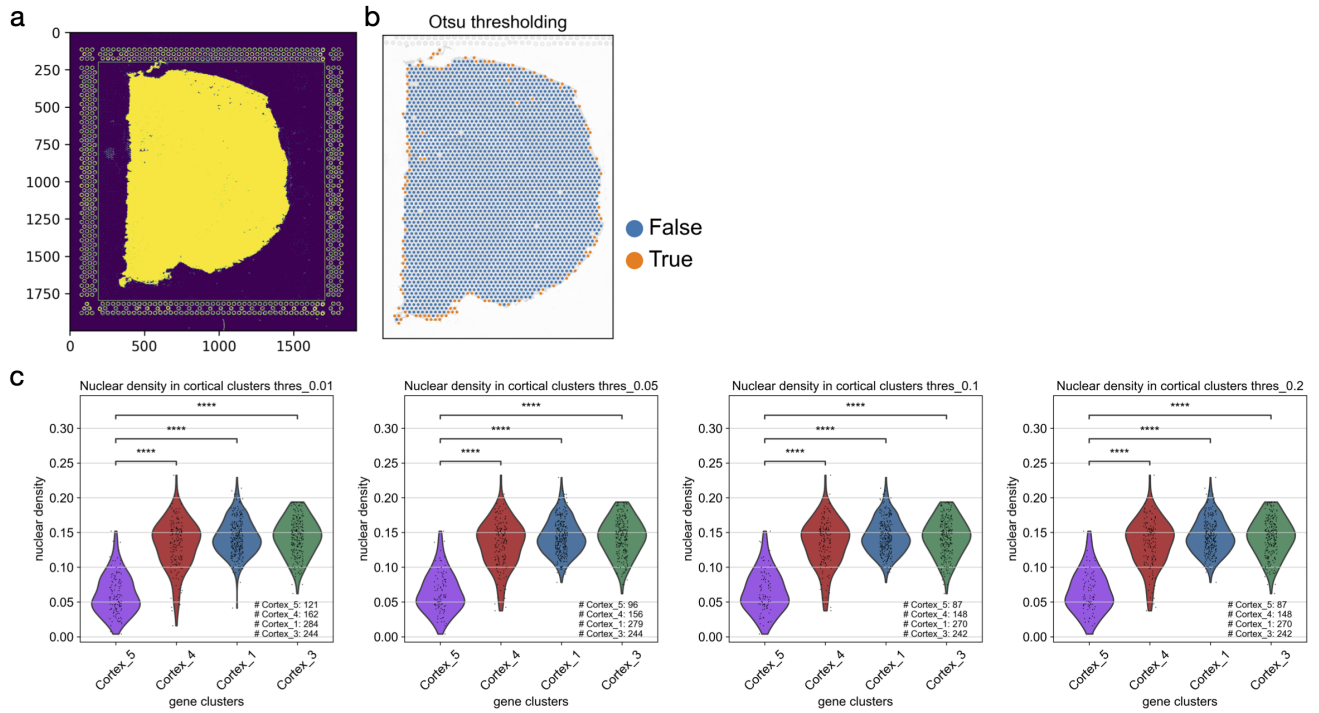 a
b
Otsu thresholding
0
250
500
750
1000
1250
1500
1750
0
500
1000
1500
False
True
c
Nuclear density in cortical clusters thres_0.01
nuclear density
0.30
0.25
0.20
0.15
0.10
0.05
0.00
****
****
****
# Cortex_5: 121
# Cortex_4: 162
# Cortex_1: 284
# Cortex_3: 244
Cortex_5
Cortex_4
Cortex_1
Cortex_3
gene clusters
Nuclear density in cortical clusters thres_0.05
nuclear density
0.30
0.25
0.20
0.15
0.10
0.05
0.00
****
****
****
# Cortex_5: 96
# Cortex_4: 156
# Cortex_1: 279
# Cortex_3: 244
Cortex_5
Cortex_4
Cortex_1
Cortex_3
gene clusters
Nuclear density in cortical clusters thres_0.1
nuclear density
0.30
0.25
0.20
0.15
0.10
0.05
0.00
****
****
****
# Cortex_5: 87
# Cortex_4: 148
# Cortex_1: 270
# Cortex_3: 242
Cortex_5
Cortex_4
Cortex_1
Cortex_3
gene clusters
Nuclear density in cortical clusters thres_0.2
nuclear density
0.30
0.25
0.20
0.15
0.10
0.05
0.00
****
****
****
# Cortex_5: 87
# Cortex_4: 148
# Cortex_1: 270
# Cortex_3: 242
Cortex_5
Cortex_4
Cortex_1
Cortex_3
gene clusters